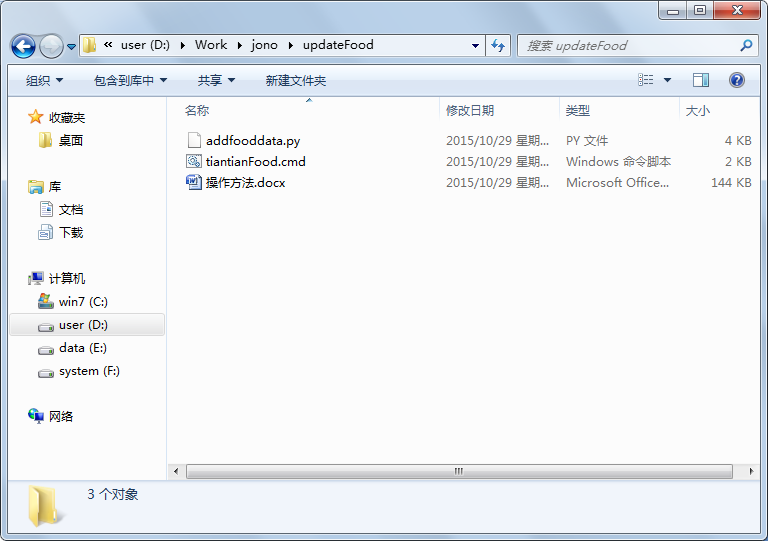 « user (D:) ▸ Work ▸ jono ▸ updateFood
搜索 updateFood
组织 包含到库中 共享 新建文件夹
收藏夹
桌面
库
文档
下载
计算机
win7 (C:)
user (D:)
data (E:)
system (F:)
网络
名称 修改日期 类型 大小
addfooddata.py 2015/10/29 星期... PY 文件 4 KB
tiantianFood.cmd 2015/10/29 星期... Windows 命令脚本 2 KB
操作方法.docx 2015/10/29 星期... Microsoft Office... 144 KB
3 个对象